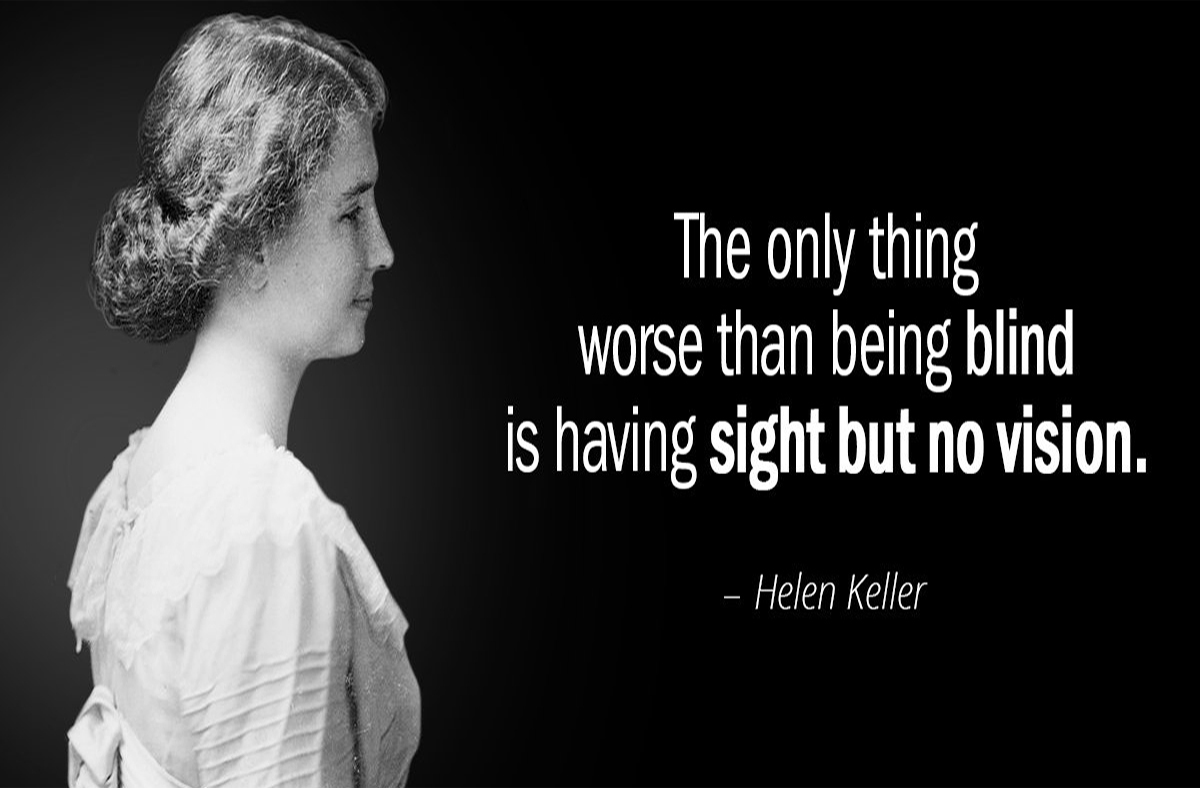 The only thing
worse than being blind
is having sight but no vision.
– Helen Keller